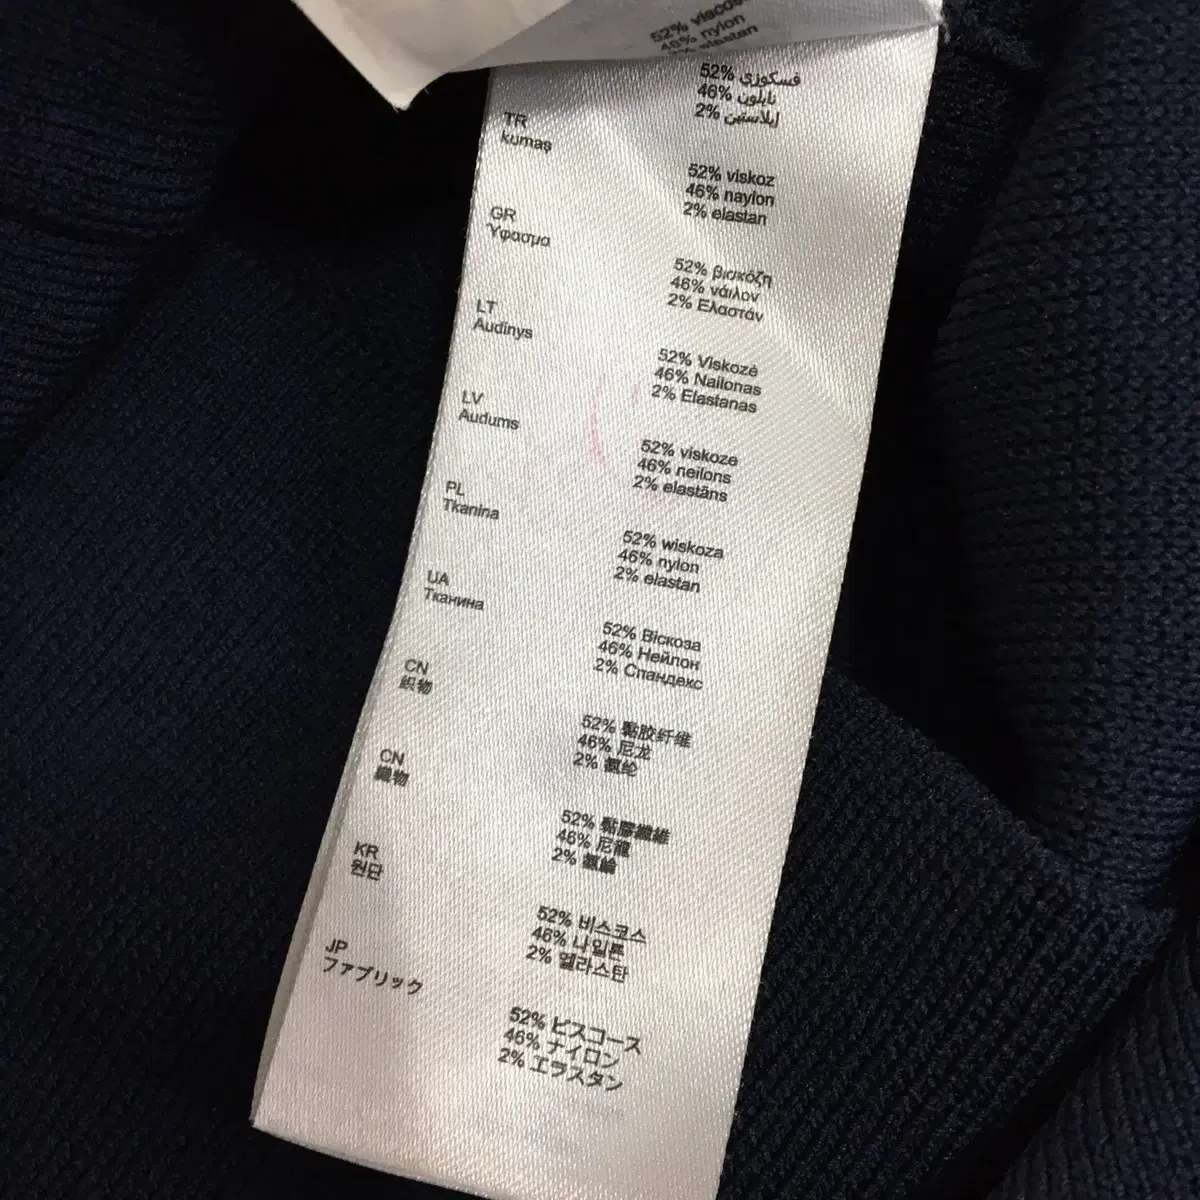 52% viscose
46% nylon
2% elastan
52% فسكوزي
46% نايلون
2% إيلاستين
TR
kumaş
52% viskoz
46% naylon
2% elastan
GR
Ύφασμα
52% βισκόζη
46% νάιλον
2% Ελαστάν
LT
Audinys
52% Viskozė
46% Nailonas
2% Elastanas
LV
Audums
52% viskoze
46% neilons
2% elastāns
PL
Tkanina
52% wiskoza
46% nylon
2% elastan
UA
Тканина
52% Віскоза
46% Нейлон
2% Спандекс
CN
織物
52% 黏胶纤维
46% 尼龙
2% 氨纶
CN
織物
52% 黏膠纖維
46% 尼龍
2% 氨綸
KR
원단
52% 비스코스
46% 나일론
2% 엘라스탄
JP
ファブリック
52% ビスコース
46% ナイロン
2% エラスタン